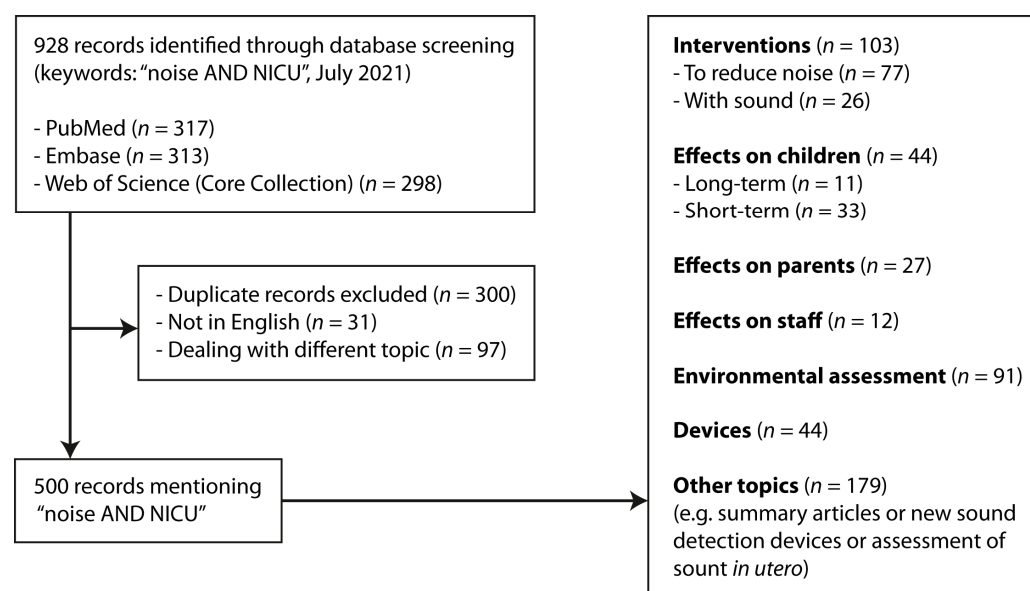 928 records identified through database screening
(keywords: “noise AND NICU”, July 2021)
- PubMed (n = 317)
- Embase (n = 313)
- Web of Science (Core Collection) (n = 298)
- Duplicate records excluded (n = 300)
- Not in English (n = 31)
- Dealing with different topic (n = 97)
500 records mentioning
“noise AND NICU”
Interventions (n = 103)
- To reduce noise (n = 77)
- With sound (n = 26)
Effects on children (n = 44)
- Long-term (n = 11)
- Short-term (n = 33)
Effects on parents (n = 27)
Effects on staff (n = 12)
Environmental assessment (n = 91)
Devices (n = 44)
Other topics (n = 179)
(e.g. summary articles or new sound
detection devices or assessment of
sount in utero)